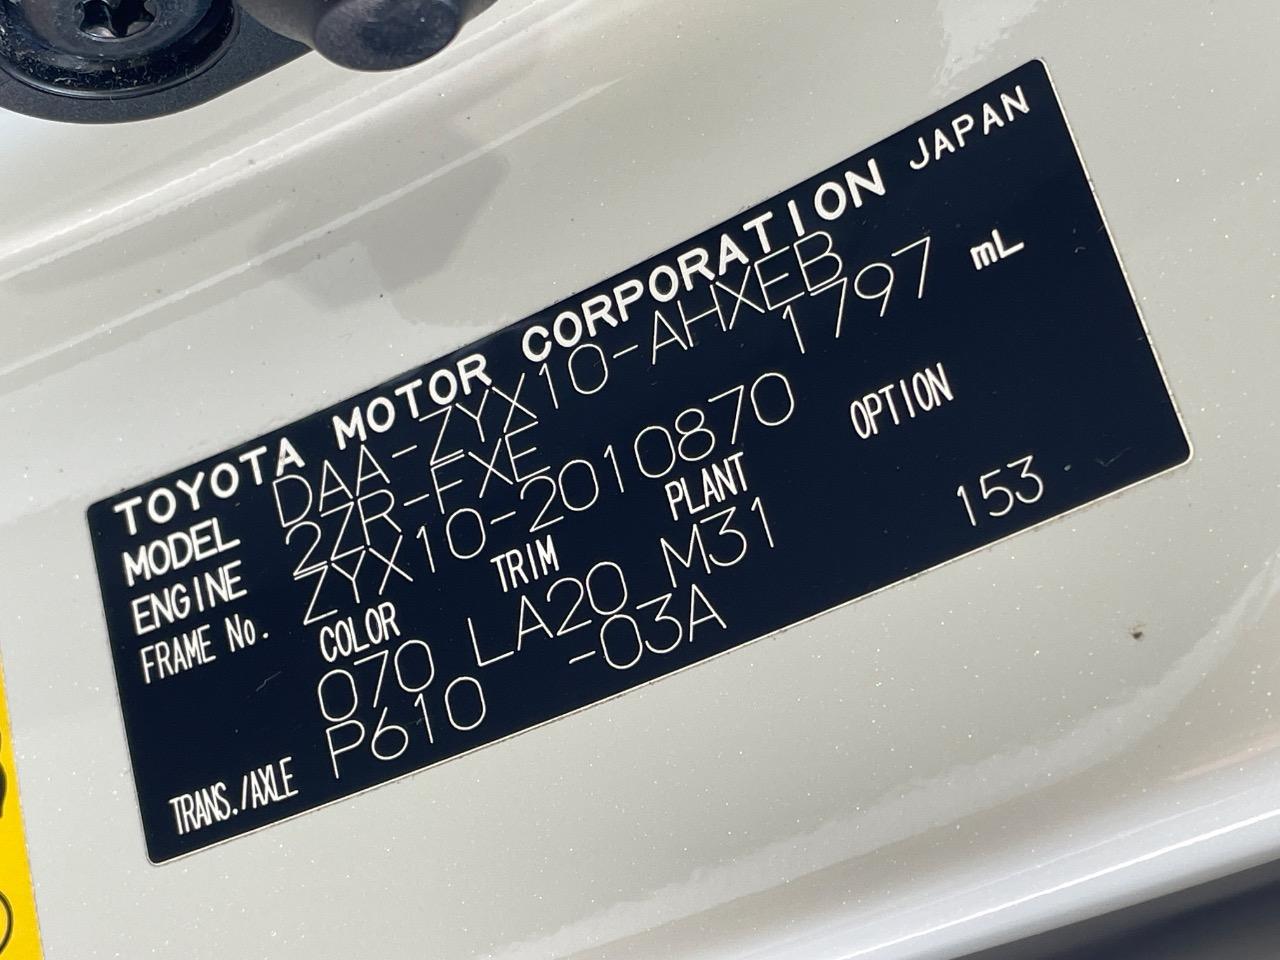 TOYOTA MOTOR CORPORATION JAPAN
MODEL DAA-ZYX10-AHXEB
ENGINE 2ZR-FXE 1797 mL
FRAME No. ZYX10-2010870
COLOR TRIM PLANT OPTION
070 LA20 M31 153
TRANS./AXLE P610 -03A